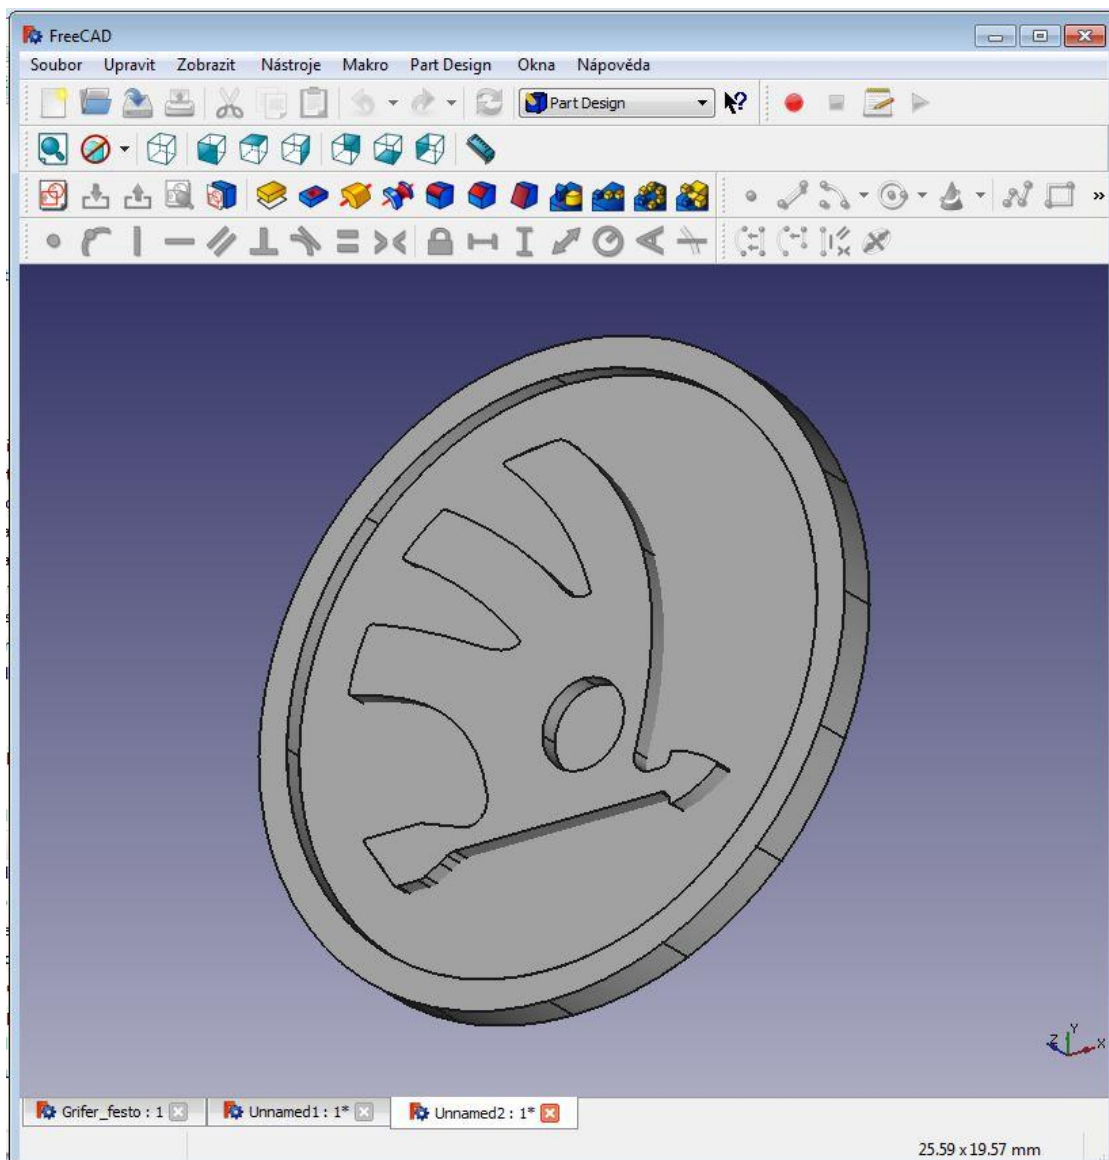 FreeCAD
Soubor Upravit Zobrazit Nástroje Makro Part Design Okna Nápověda
Part Design
Y
Z X
Grifer_festo : 1 Unnamed1 : 1* Unnamed2 : 1*
25.59 x 19.57 mm